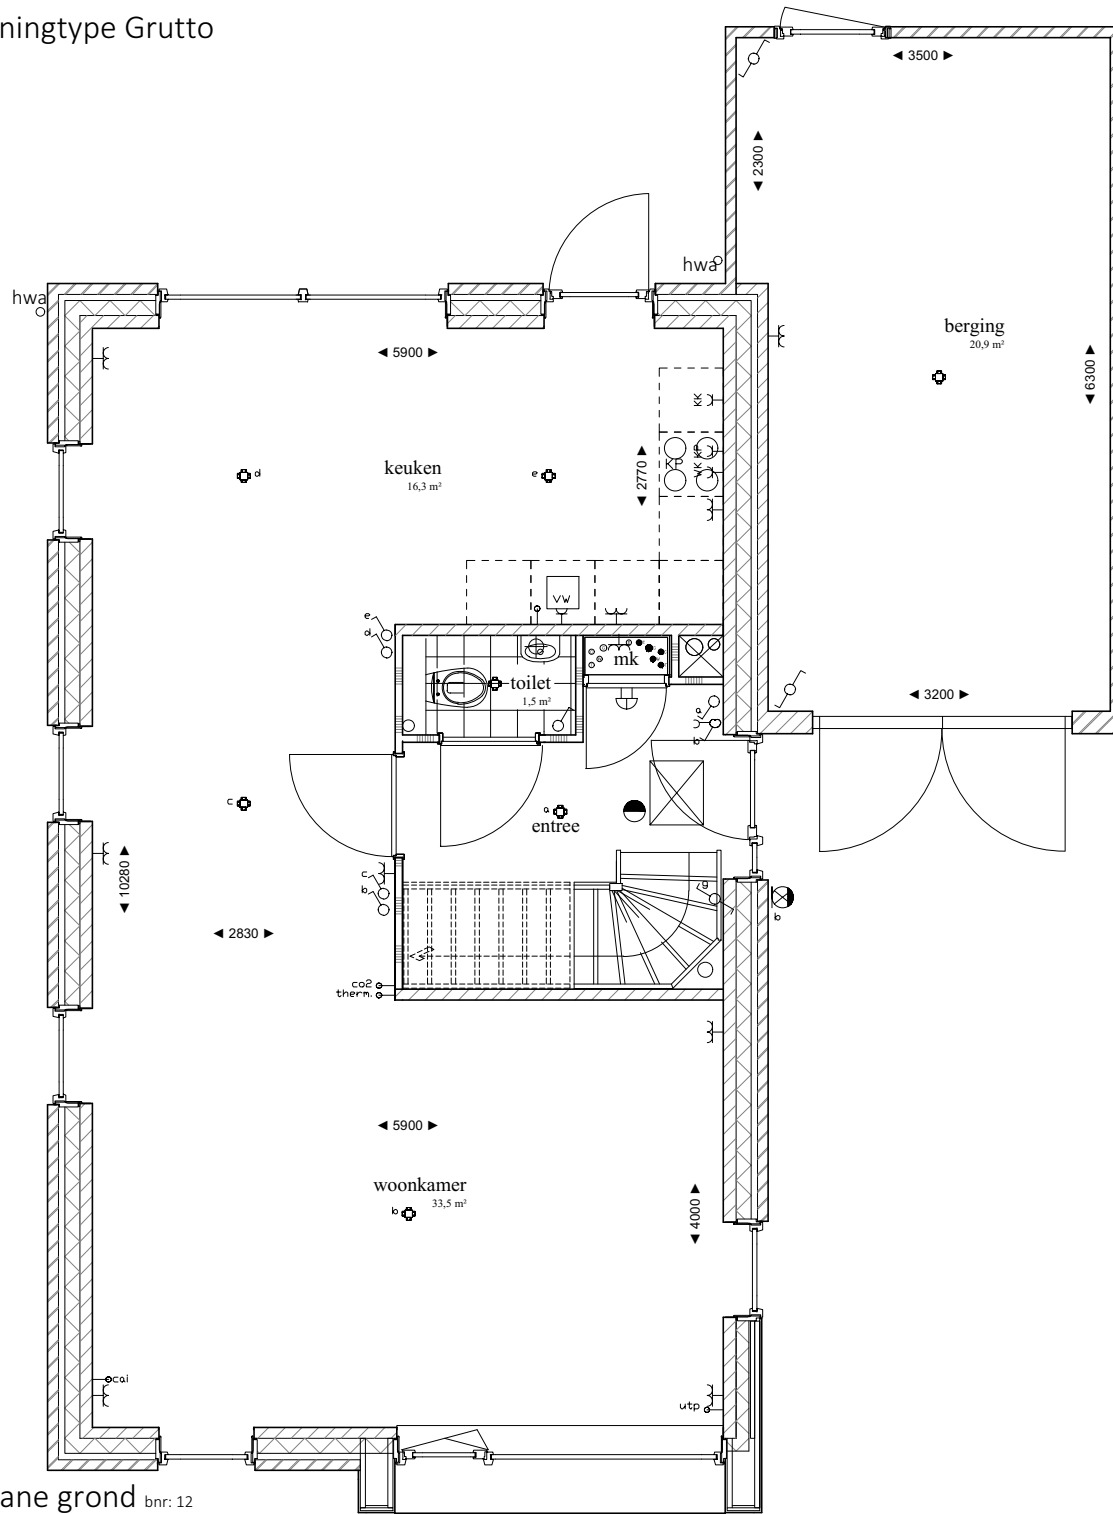 ningtype Grutto
3500
2300
hwa
hwa
berging
20,9 m²
5900
6300
KK
keuken
16,3 m²
d
e
2770
KP
Kp
WK
VW
e
d
mk
toilet
1,5 m²
a
b
3200
c
a
entree
10280
c
b
g
b
2830
co2
therm.
5900
woonkamer
33,5 m²
b
4000
cai
utp
ane grond bnr: 12